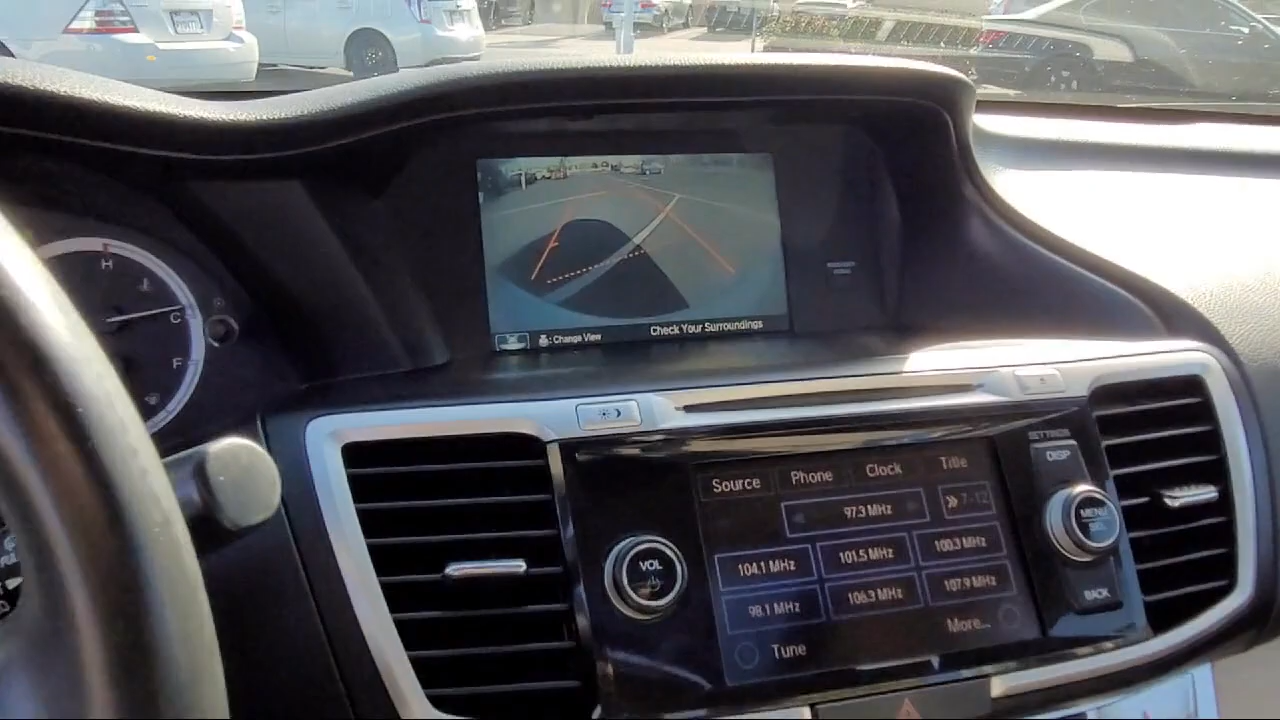 H
C
F
: Change View
Check Your Surroundings
SETTINGS
DISP
Source
Phone
Clock
Title
97.3 MHz
7-12
104.1 MHz
101.5 MHz
100.3 MHz
98.1 MHz
106.3 MHz
107.9 MHz
Tune
More...
VOL
MENU
SEL
BACK